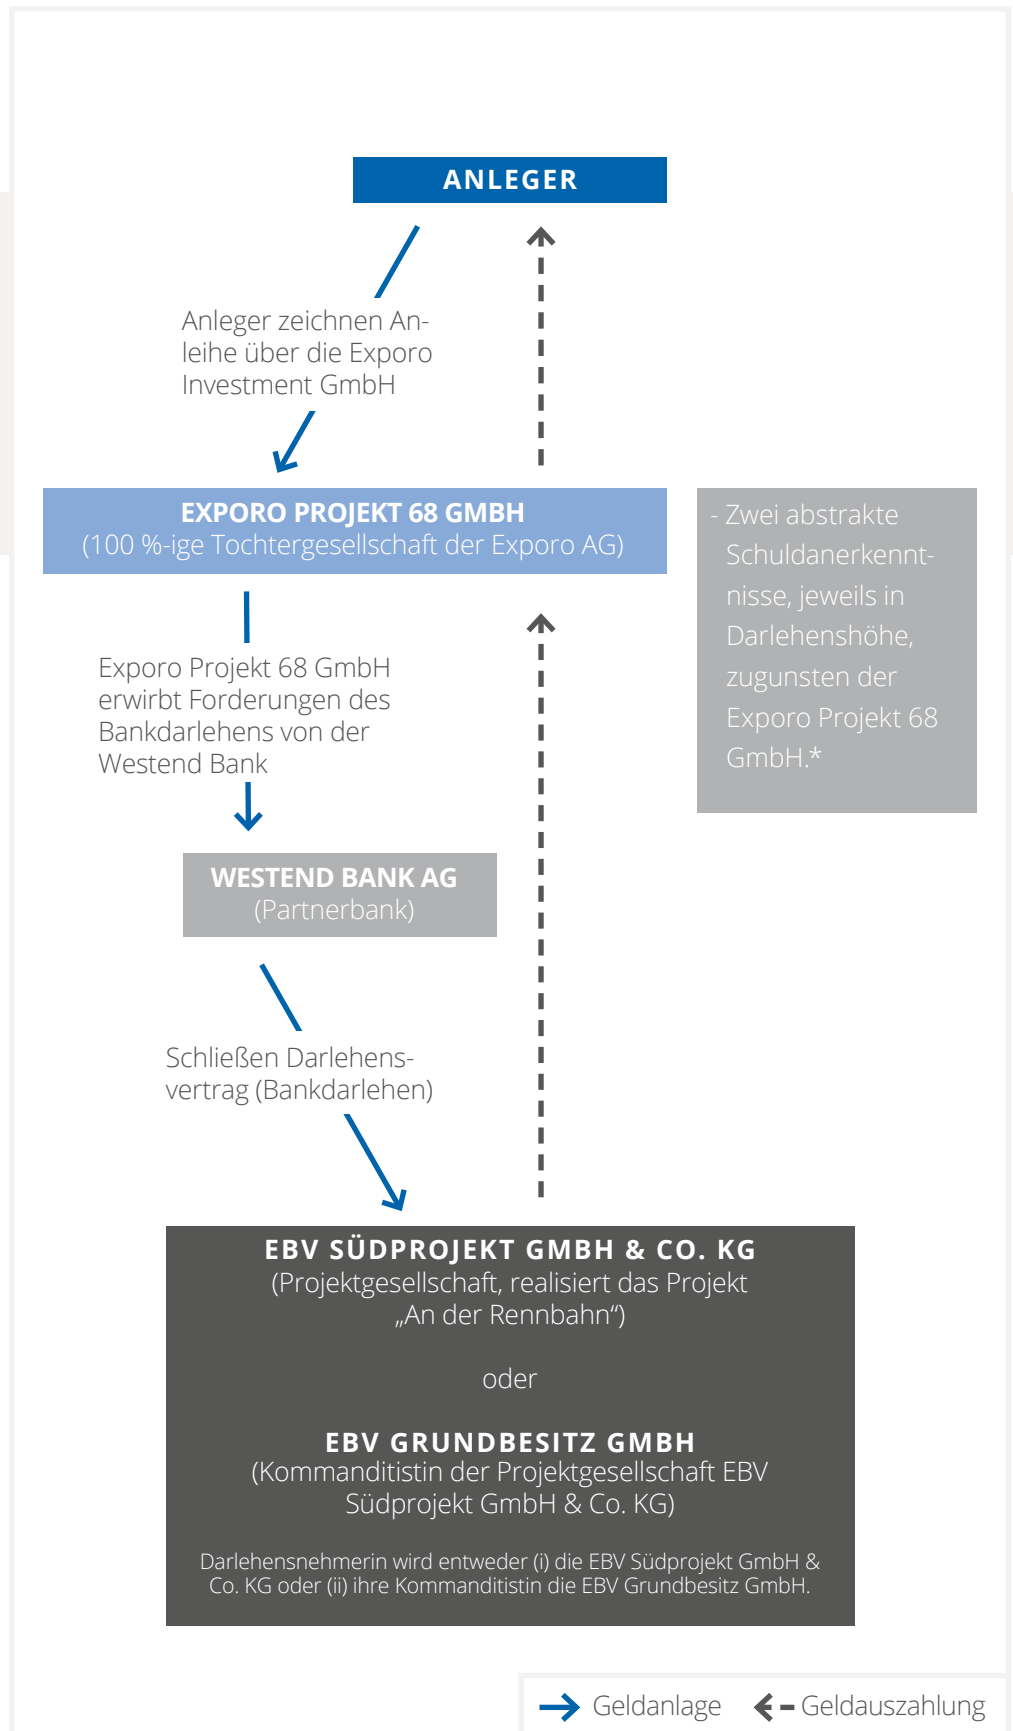 ANLEGER
Anleger zeichnen An-
leihe über die Exporo
Investment GmbH
EXPORO PROJEKT 68 GMBH
(100 %-ige Tochtergesellschaft der Exporo AG)
- Zwei abstrakte
Schuldanerkennt-
nisse, jeweils in
Darlehenshöhe,
zugunsten der
Exporo Projekt 68
GmbH.*
Exporo Projekt 68 GmbH
erwirbt Forderungen des
Bankdarlehens von der
Westend Bank
WESTEND BANK AG
(Partnerbank)
Schließen Darlehens-
vertrag (Bankdarlehen)
EBV SÜDPROJEKT GMBH & CO. KG
(Projektgesellschaft, realisiert das Projekt
„An der Rennbahn“)
oder
EBV GRUNDBESITZ GMBH
(Kommanditistin der Projektgesellschaft EBV
Südprojekt GmbH & Co. KG)
Darlehensnehmerin wird entweder (i) die EBV Südprojekt GmbH &
Co. KG oder (ii) ihre Kommanditistin die EBV Grundbesitz GmbH.
Geldanlage Geldauszahlung